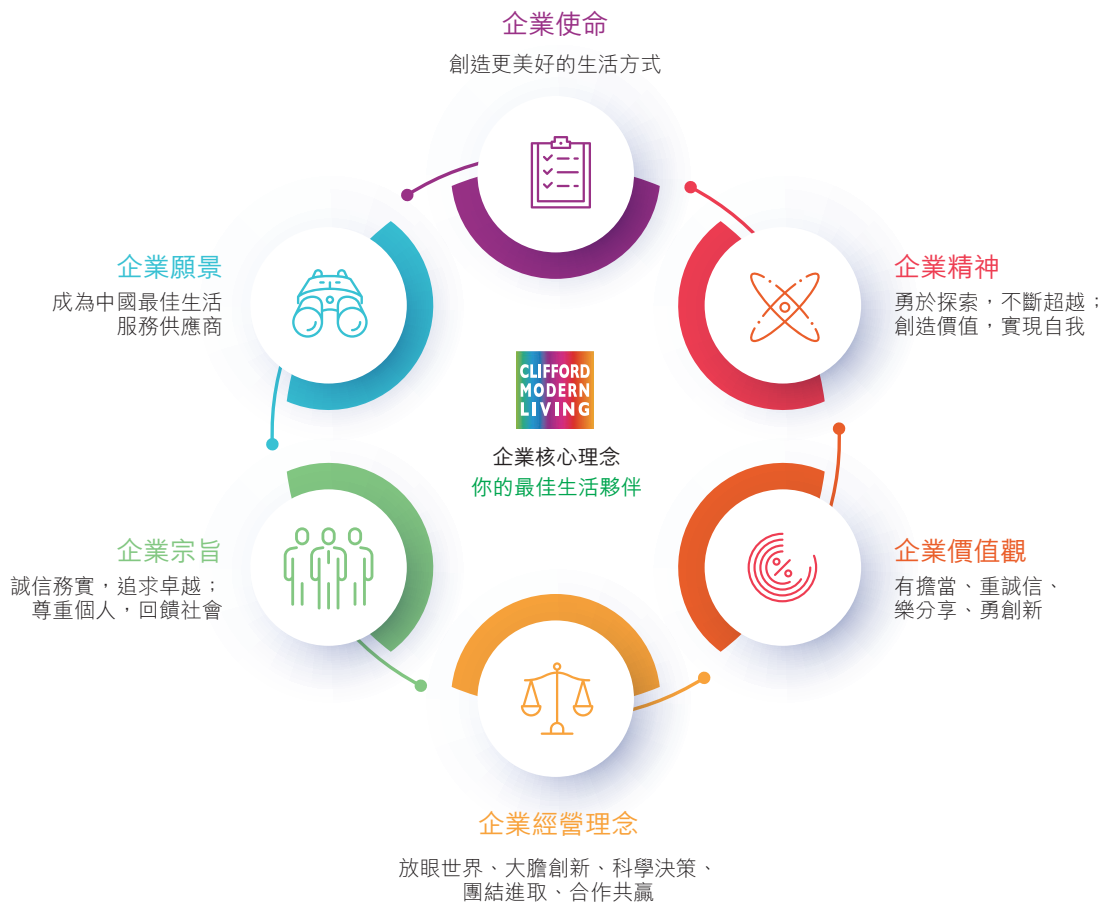 企業使命
創造更美好的生活方式
企業願景
成為中國最佳生活
服務供應商
企業精神
勇於探索，不斷超越；
創造價值，實現自我
CLIFFORD
MODERN
LIVING
企業核心理念
你的最佳生活夥伴
企業宗旨
誠信務實，追求卓越；
尊重個人，回饋社會
企業價值觀
有擔當、重誠信、
樂分享、勇創新
企業經營理念
放眼世界、大膽創新、科學決策、
團結進取、合作共贏